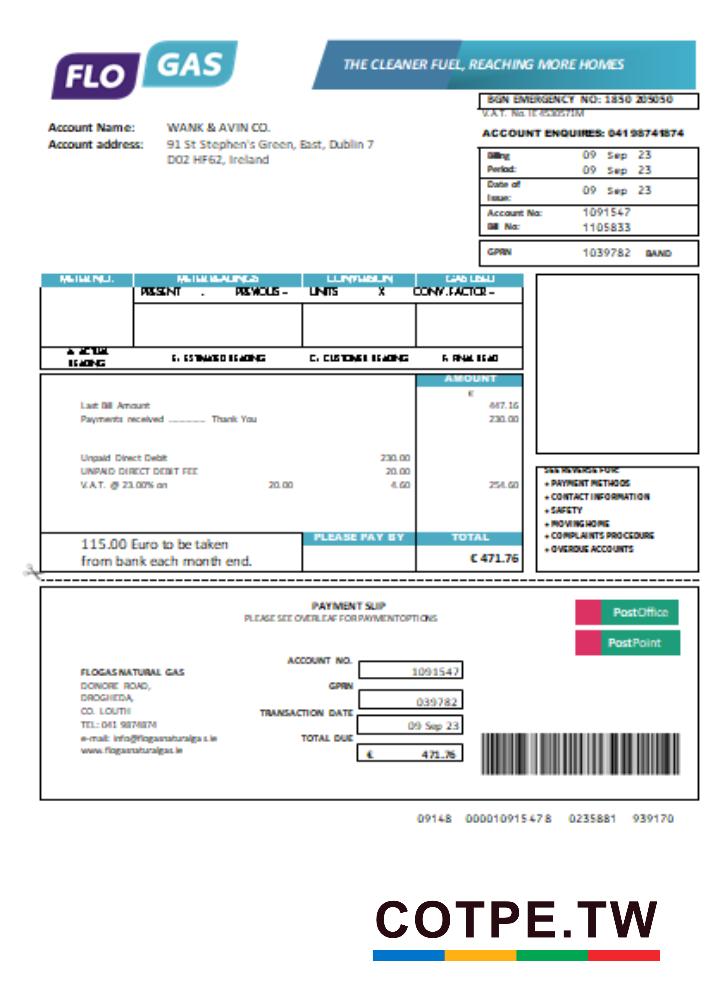 FLO GAS
THE CLEANER FUEL, REACHING MORE HOMES
BGN EMERGENCY NO: 1850 205050
V.A.T. No. IE4530571M
ACCOUNT ENQUIRES: 041 98741874
Account Name: WANK & AVIN CO.
Account address: 91 St Stephen's Green, East, Dublin 7
D02 HF62, Ireland
Billing 09 Sep 23
Period: 09 Sep 23
Date of
Issue: 09 Sep 23
Account No: 1091547
Bill No: 1105833
GPRN 1039782 BAND
METER NO. METER READINGS CONVERSION GAS USED
PRESENT - PREVIOUS = UNITS X CONV.FACTOR =
A: ACTUAL
READING
E: ESTIMATED READING C: CUSTOMER READING F: FINAL READ
AMOUNT
€
Last Bill Amount 447.16
Payments received ............. Thank You 230.00
Unpaid Direct Debit 230.00
UNPAID DIRECT DEBIT FEE 20.00
V.A.T. @ 23.00% on 20.00 4.60 254.60
115.00 Euro to be taken
from bank each month end.
PLEASE PAY BY TOTAL
€ 471.76
SEE REVERSE FOR:
+ PAYMENT METHODS
+ CONTACT INFORMATION
+ SAFETY
+ MOVING HOME
+ COMPLAINTS PROCEDURE
+ OVERDUE ACCOUNTS
PAYMENT SLIP
PLEASE SEE OVERLEAF FOR PAYMENT OPTIONS
PostOffice
PostPoint
FLOGAS NATURAL GAS
DONORE ROAD,
DROGHEDA,
CO. LOUTH
TEL: 041 9874874
e-mail: info@flogasnaturalgas.ie
www.flogasnaturalgas.ie
ACCOUNT NO. 1091547
GPRN 039782
TRANSACTION DATE 09 Sep 23
TOTAL DUE € 471.76
09148 000010915478 0235881 939170
COTPE.TW